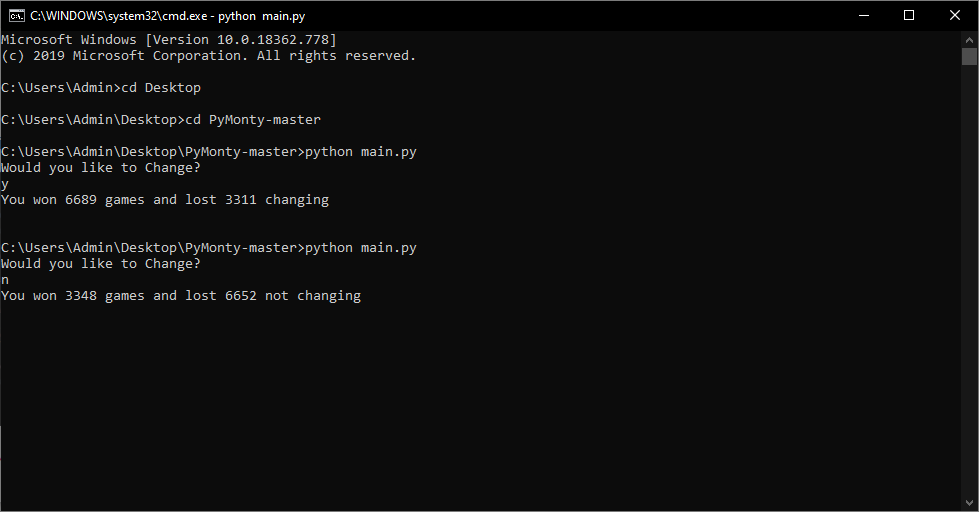 C:\WINDOWS\system32\cmd.exe - python  main.py
Microsoft Windows [Version 10.0.18362.778]
(c) 2019 Microsoft Corporation. All rights reserved.
C:\Users\Admin>cd Desktop
C:\Users\Admin\Desktop>cd PyMonty-master
C:\Users\Admin\Desktop\PyMonty-master>python main.py
Would you like to Change?
y
You won 6689 games and lost 3311 changing
C:\Users\Admin\Desktop\PyMonty-master>python main.py
Would you like to Change?
n
You won 3348 games and lost 6652 not changing